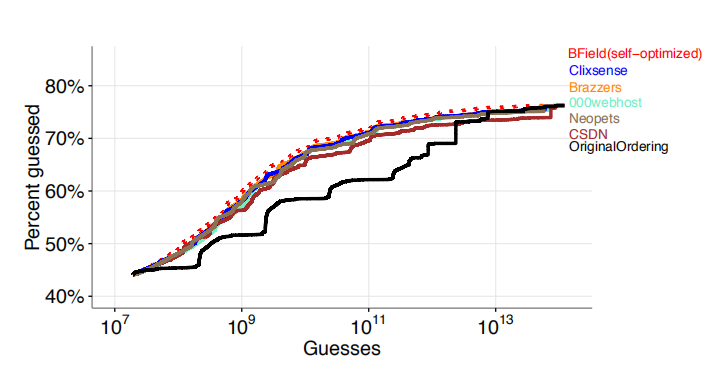 BField(self−optimized)
Clixsense
Brazzers
000webhost
Neopets
CSDN
OriginalOrdering
Percent guessed
80%
70%
60%
50%
40%
10^7 10^9 10^11 10^13
Guesses